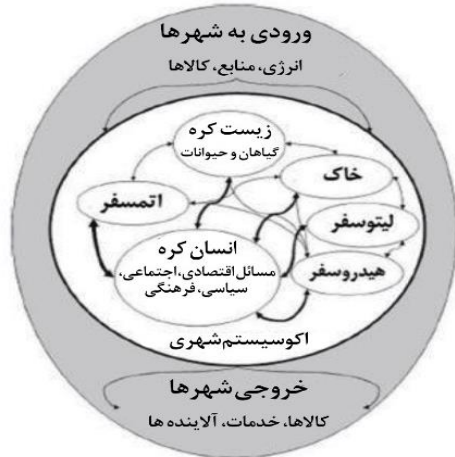 ورودی به شهرها
انرژی، منابع، کالاها
زیست کره
گیاهان و حیوانات
خاک
اتمسفر
لیتوسفر
انسان کره
مسائل اقتصادی، اجتماعی،
سیاسی، فرهنگی
هیدروسفر
اکوسیستم شهری
خروجی شهرها
کالاها، خدمات، آلاینده ها